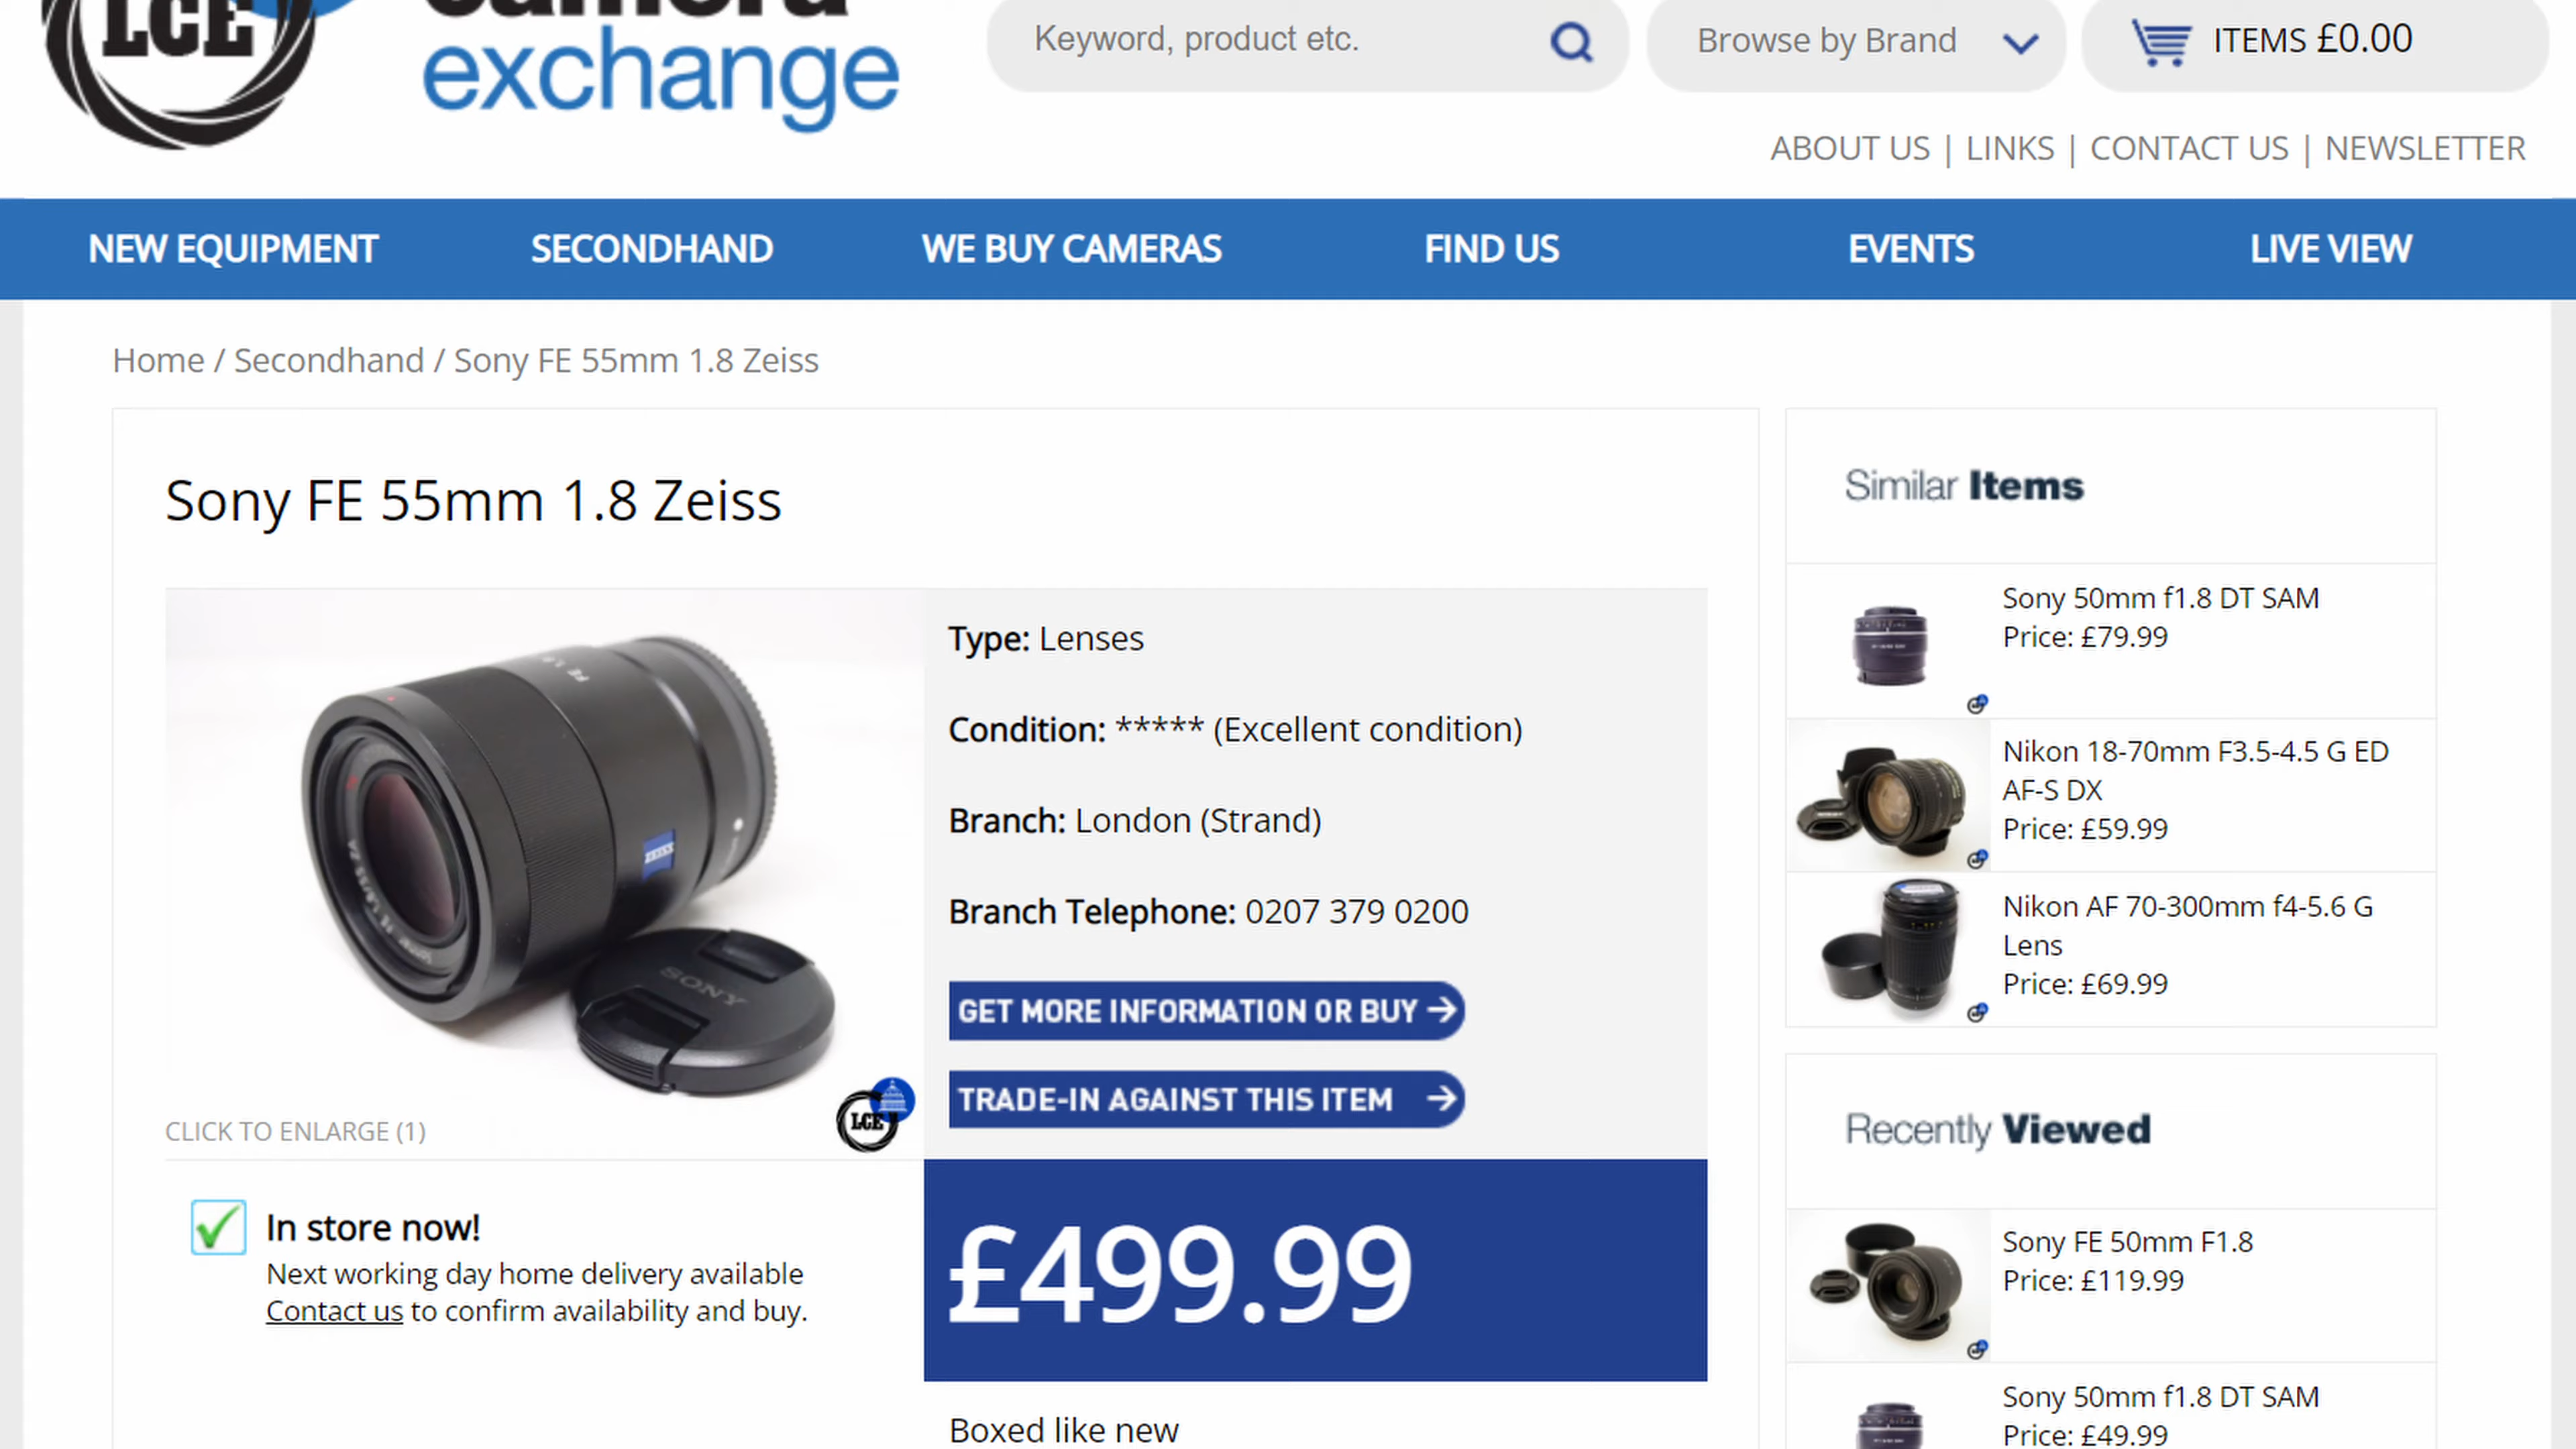 LCE
camera
exchange
Keyword, product etc.
Browse by Brand
ITEMS £0.00
ABOUT US | LINKS | CONTACT US | NEWSLETTER
NEW EQUIPMENT SECONDHAND WE BUY CAMERAS FIND US EVENTS LIVE VIEW
Home / Secondhand / Sony FE 55mm 1.8 Zeiss
Sony FE 55mm 1.8 Zeiss
FE 1.8
ZEISS
SONY
LCE
CLICK TO ENLARGE (1)
Type: Lenses
Condition: ***** (Excellent condition)
Branch: London (Strand)
Branch Telephone: 0207 379 0200
GET MORE INFORMATION OR BUY →
TRADE-IN AGAINST THIS ITEM →
In store now!
Next working day home delivery available
Contact us to confirm availability and buy.
£499.99
Boxed like new
Similar Items
Sony 50mm f1.8 DT SAM
Price: £79.99
Nikon 18-70mm F3.5-4.5 G ED
AF-S DX
Price: £59.99
Nikon AF 70-300mm f4-5.6 G
Lens
Price: £69.99
Recently Viewed
Sony FE 50mm F1.8
Price: £119.99
Sony 50mm f1.8 DT SAM
Price: £49.99